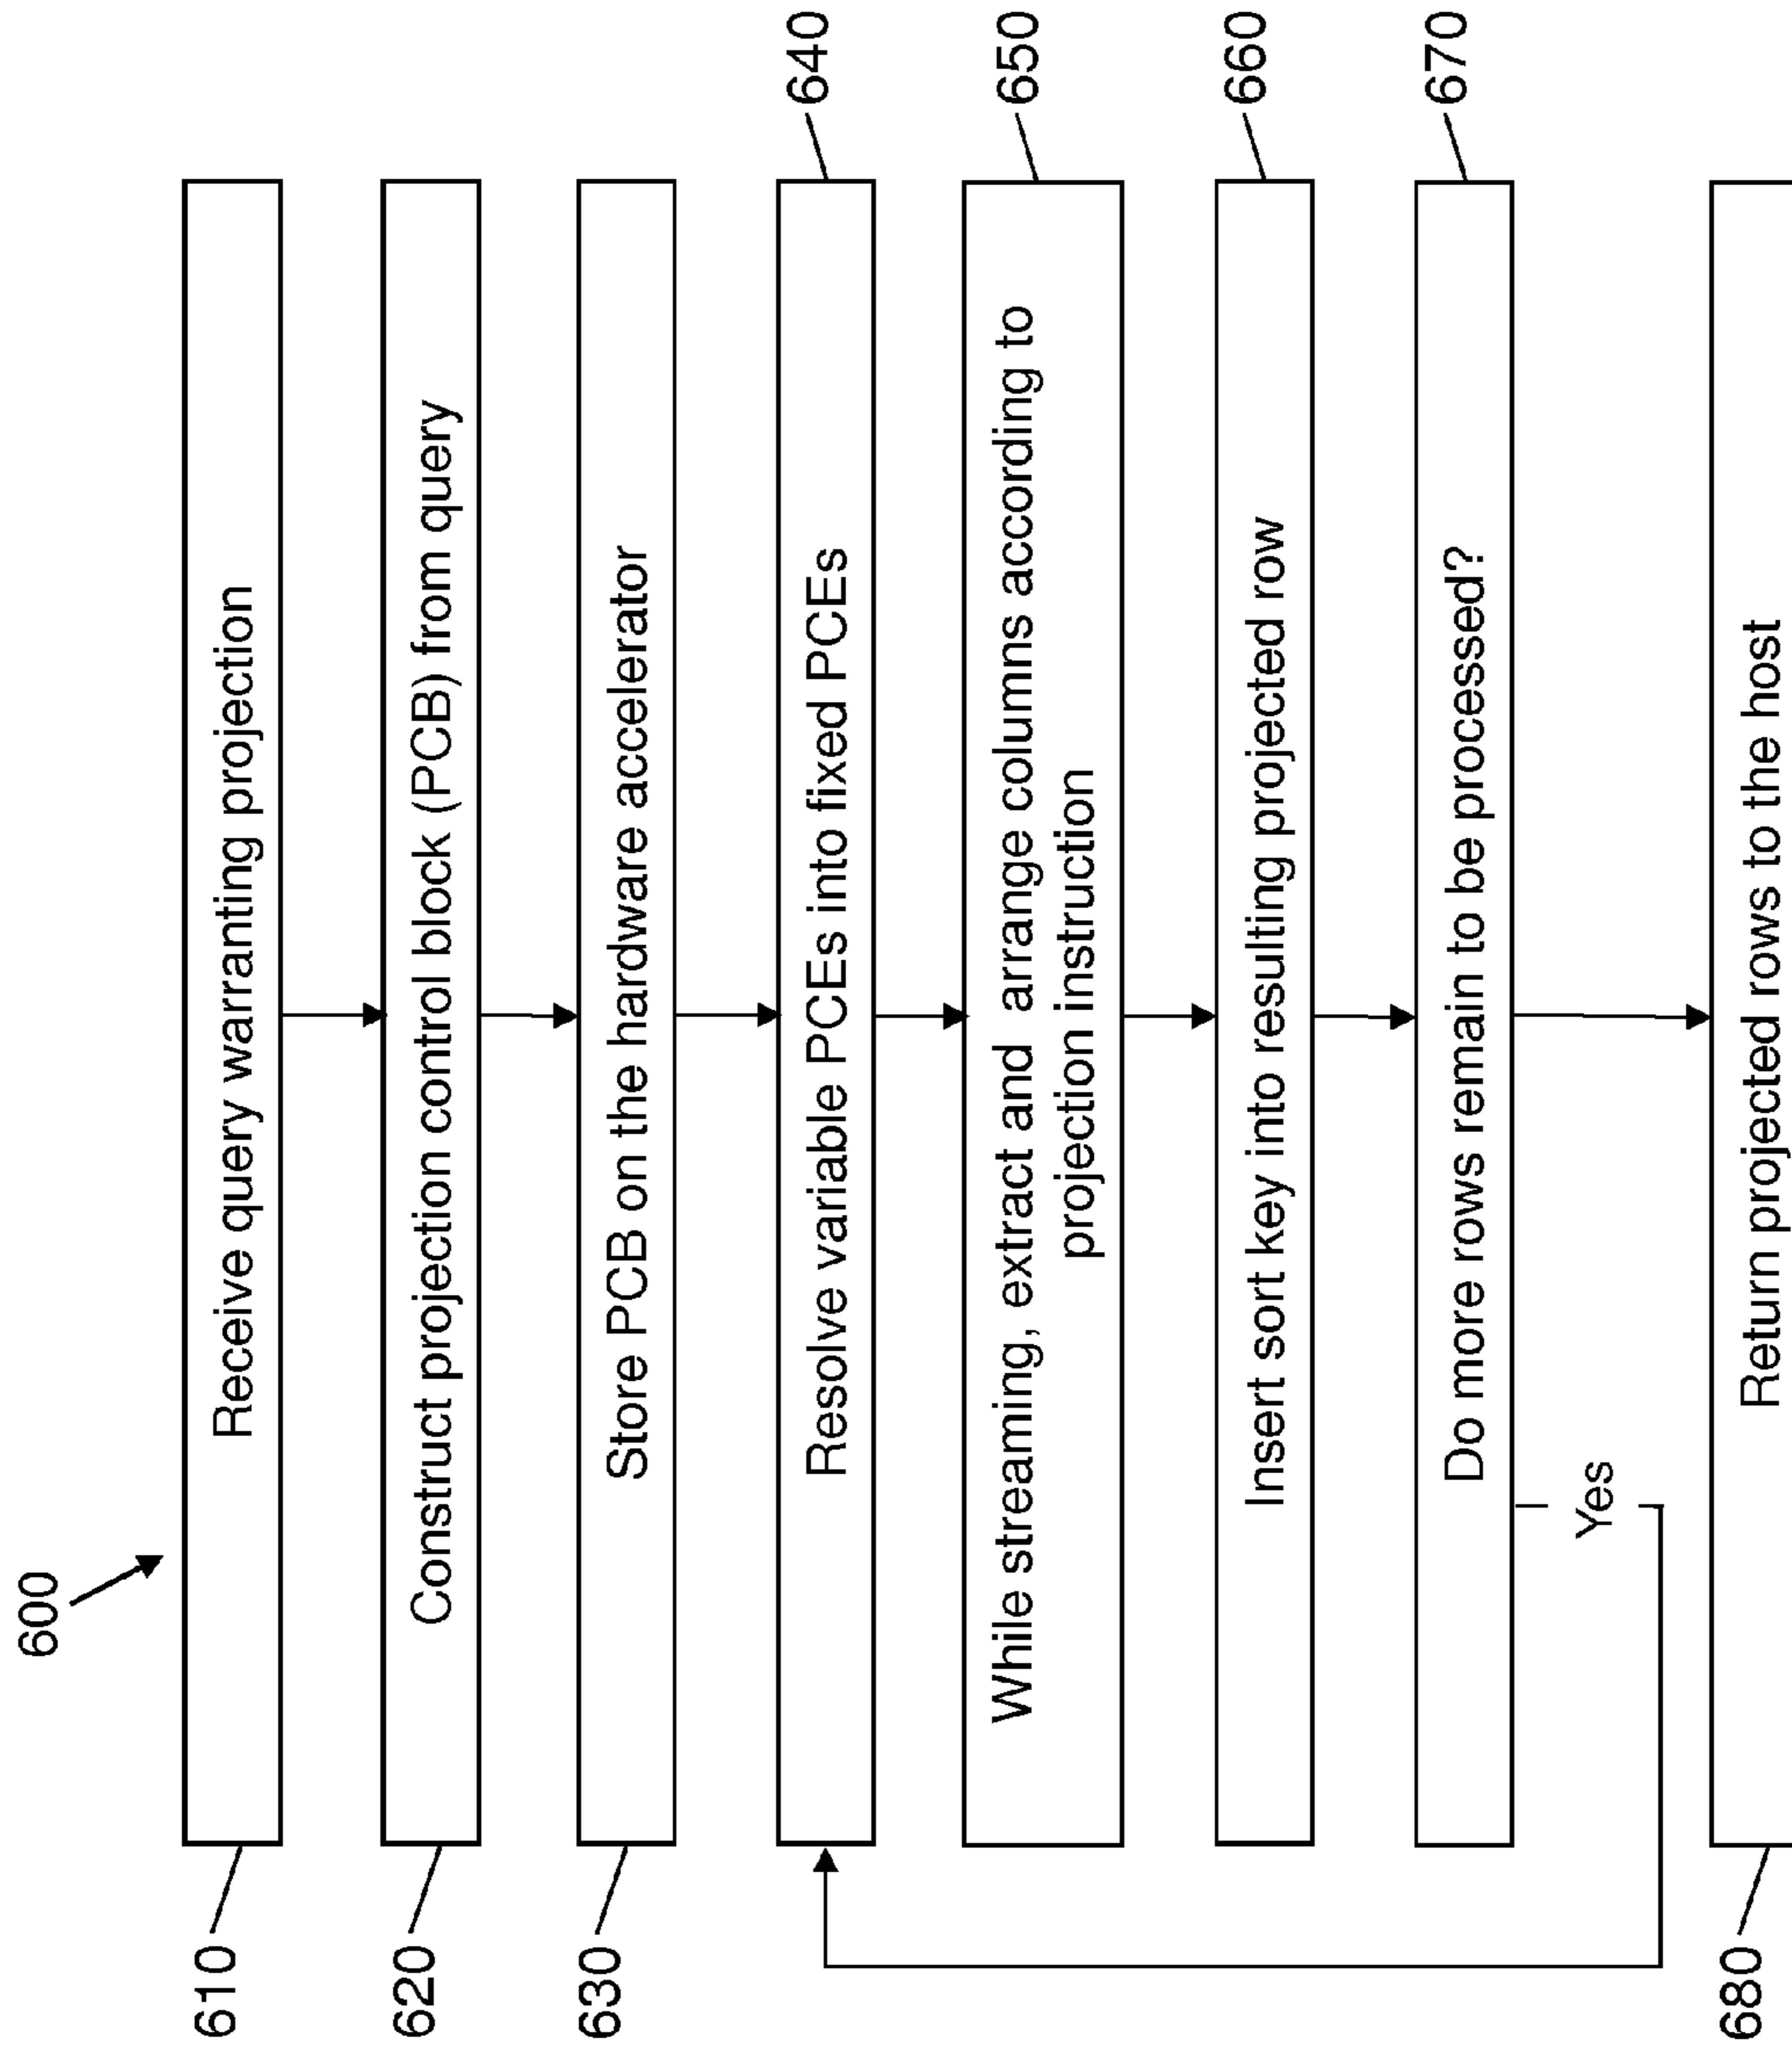 600
610
Receive query warranting projection
620
Construct projection control block (PCB) from query
630
Store PCB on the hardware accelerator
640
Resolve variable PCEs into fixed PCEs
650
While streaming, extract and arrange columns according to
projection instruction
660
Insert sort key into resulting projected row
670
Do more rows remain to be processed?
Yes
680
Return projected rows to the host